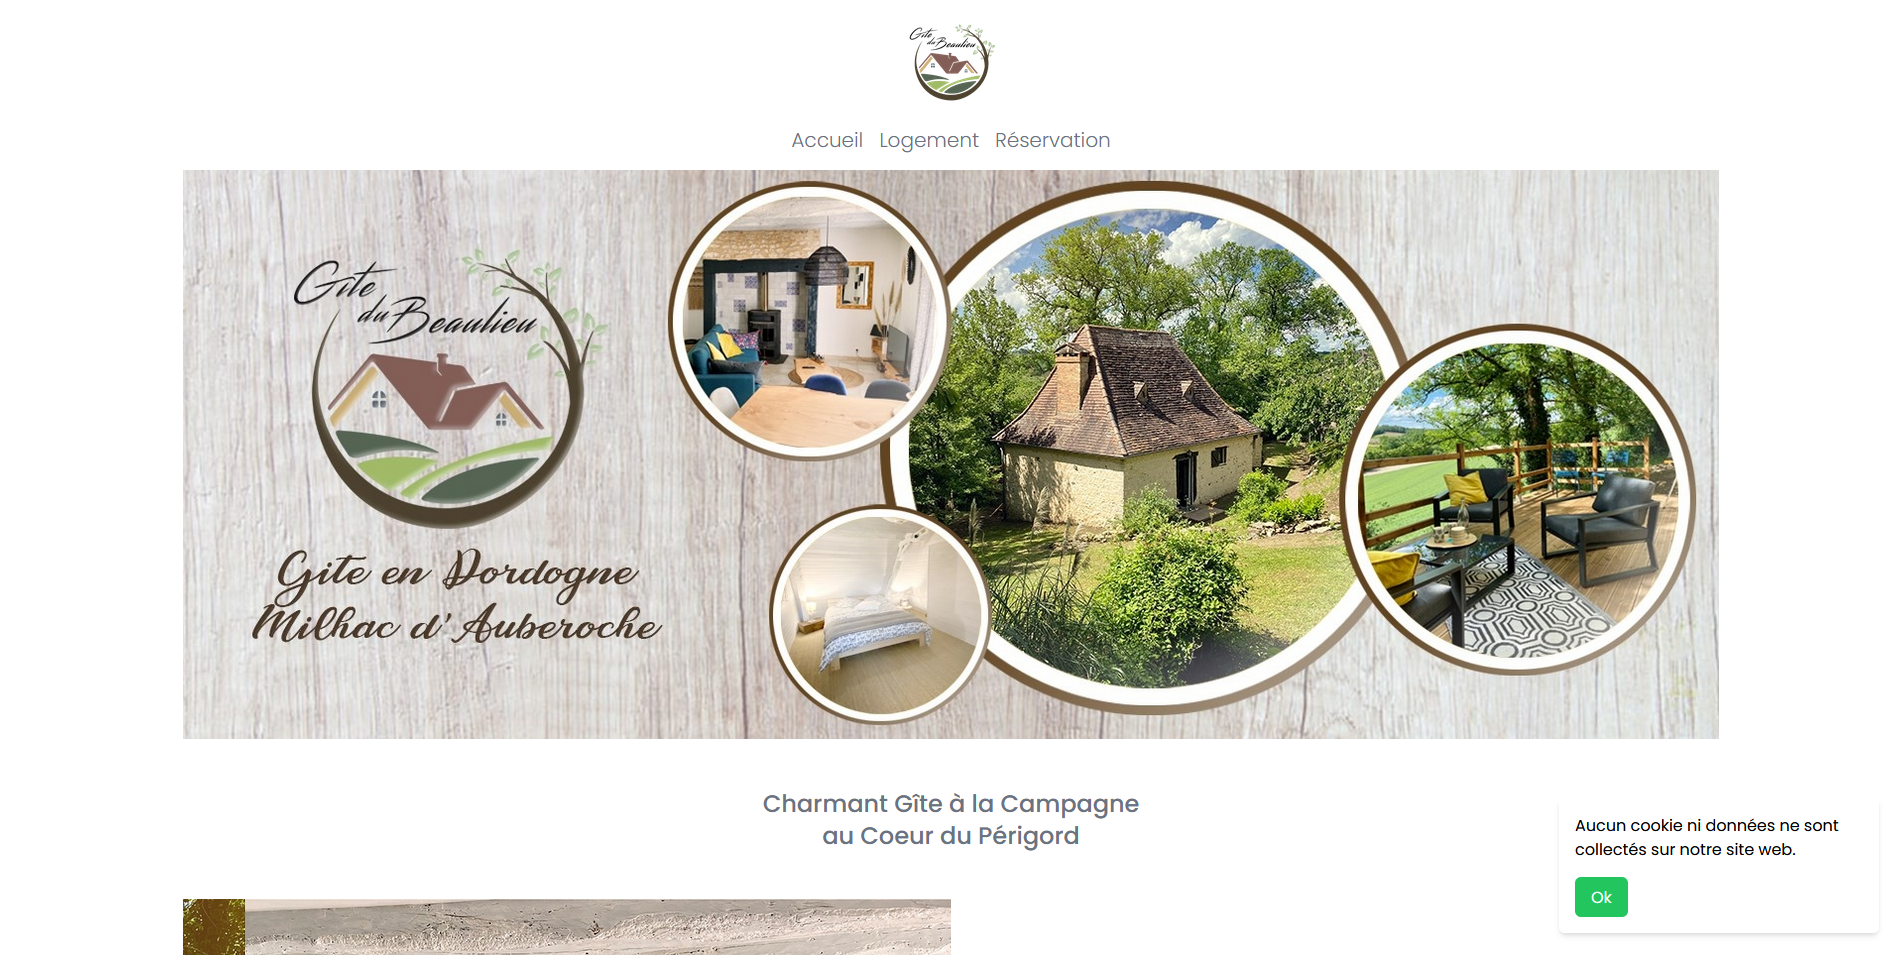 Gîte
du Beaulieu
Accueil Logement Réservation
Gîte
du Beaulieu
Gite en Dordogne
Milhac d'Auberoche
Charmant Gîte à la Campagne
au Coeur du Périgord
Aucun cookie ni données ne sont
collectés sur notre site web.
Ok